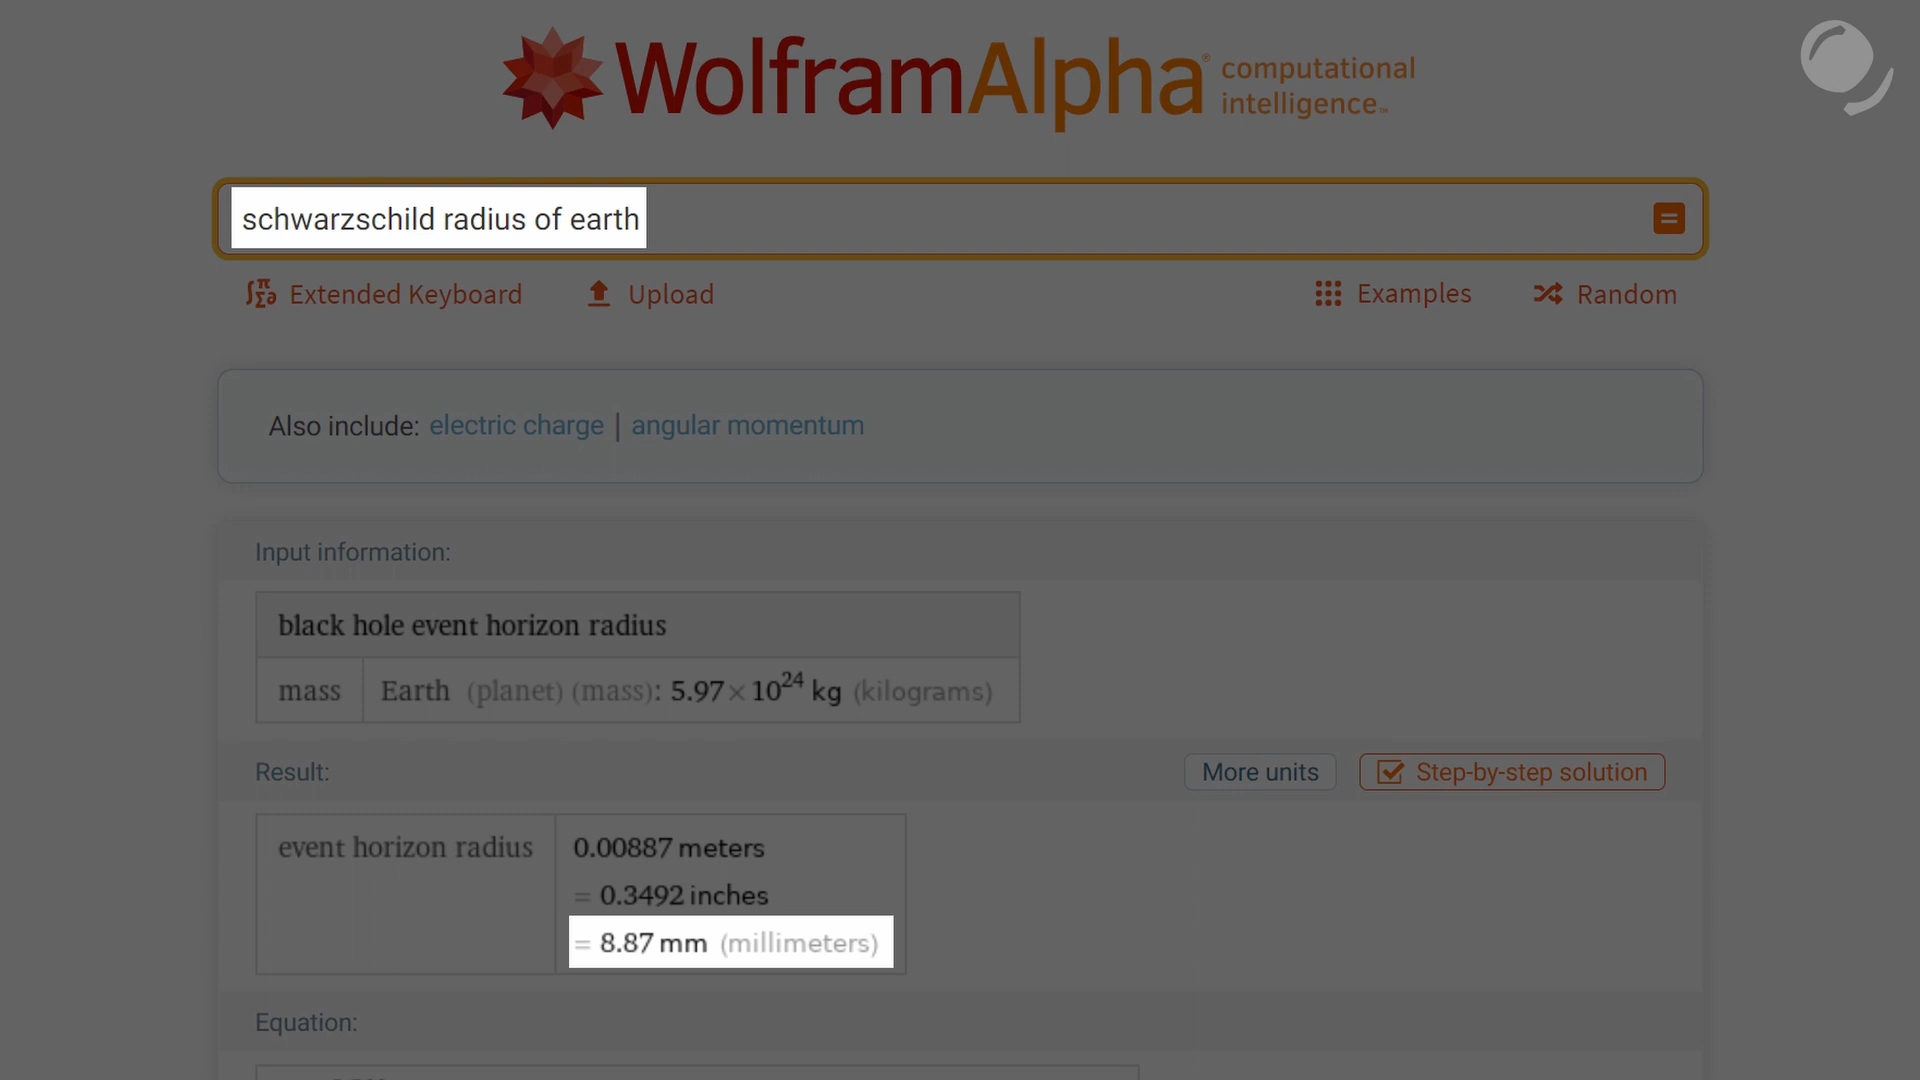 WolframAlpha® computational intelligence™
schwarzschild radius of earth
Extended Keyboard Upload Examples Random
Also include: electric charge | angular momentum
Input information:
black hole event horizon radius
mass Earth (planet) (mass): 5.97×10^24 kg (kilograms)
Result: More units Step-by-step solution
event horizon radius 0.00887 meters
= 0.3492 inches
= 8.87 mm (millimeters)
Equation: